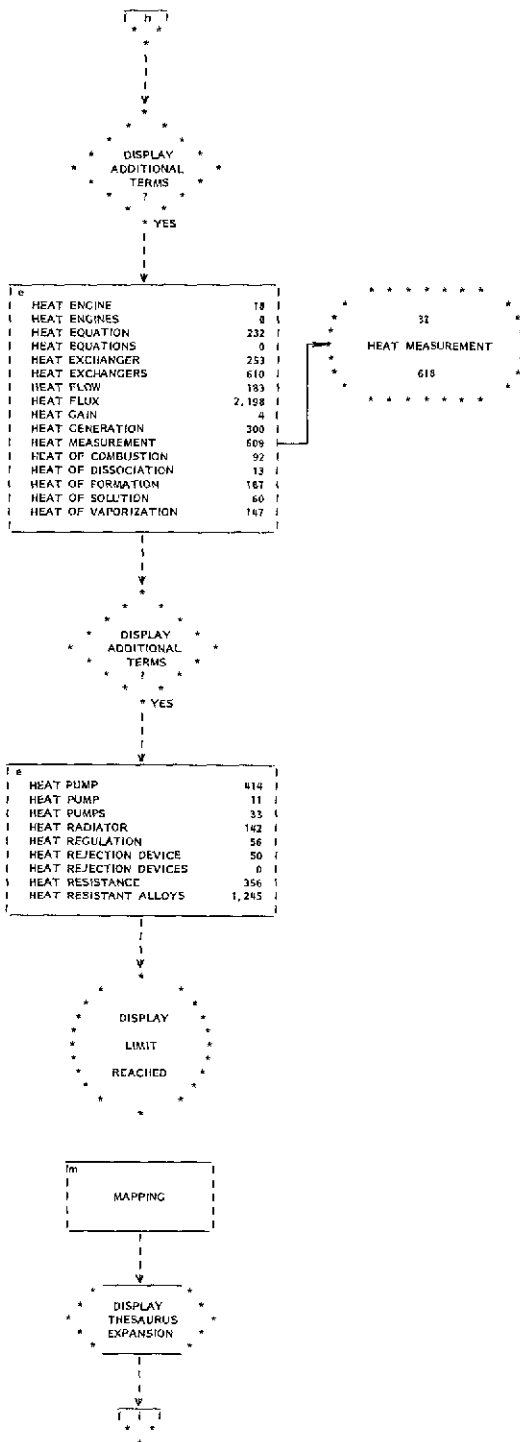 h
DISPLAY
ADDITIONAL
TERMS
?
YES
e
HEAT ENGINE 18
HEAT ENGINES 0
HEAT EQUATION 232
HEAT EQUATIONS 0
HEAT EXCHANGER 253
HEAT EXCHANGERS 610
HEAT FLOW 183
HEAT FLUX 2,198
HEAT GAIN 4
HEAT GENERATION 300
HEAT MEASUREMENT 609
HEAT OF COMBUSTION 92
HEAT OF DISSOCIATION 13
HEAT OF FORMATION 187
HEAT OF SOLUTION 60
HEAT OF VAPORIZATION 147
32
HEAT MEASUREMENT
618
DISPLAY
ADDITIONAL
TERMS
?
YES
e
HEAT PUMP 414
HEAT PUMP 11
HEAT PUMPS 33
HEAT RADIATOR 142
HEAT REGULATION 56
HEAT REJECTION DEVICE 50
HEAT REJECTION DEVICES 0
HEAT RESISTANCE 356
HEAT RESISTANT ALLOYS 1,245
DISPLAY
LIMIT
REACHED
m
MAPPING
DISPLAY
THESAURUS
EXPANSION